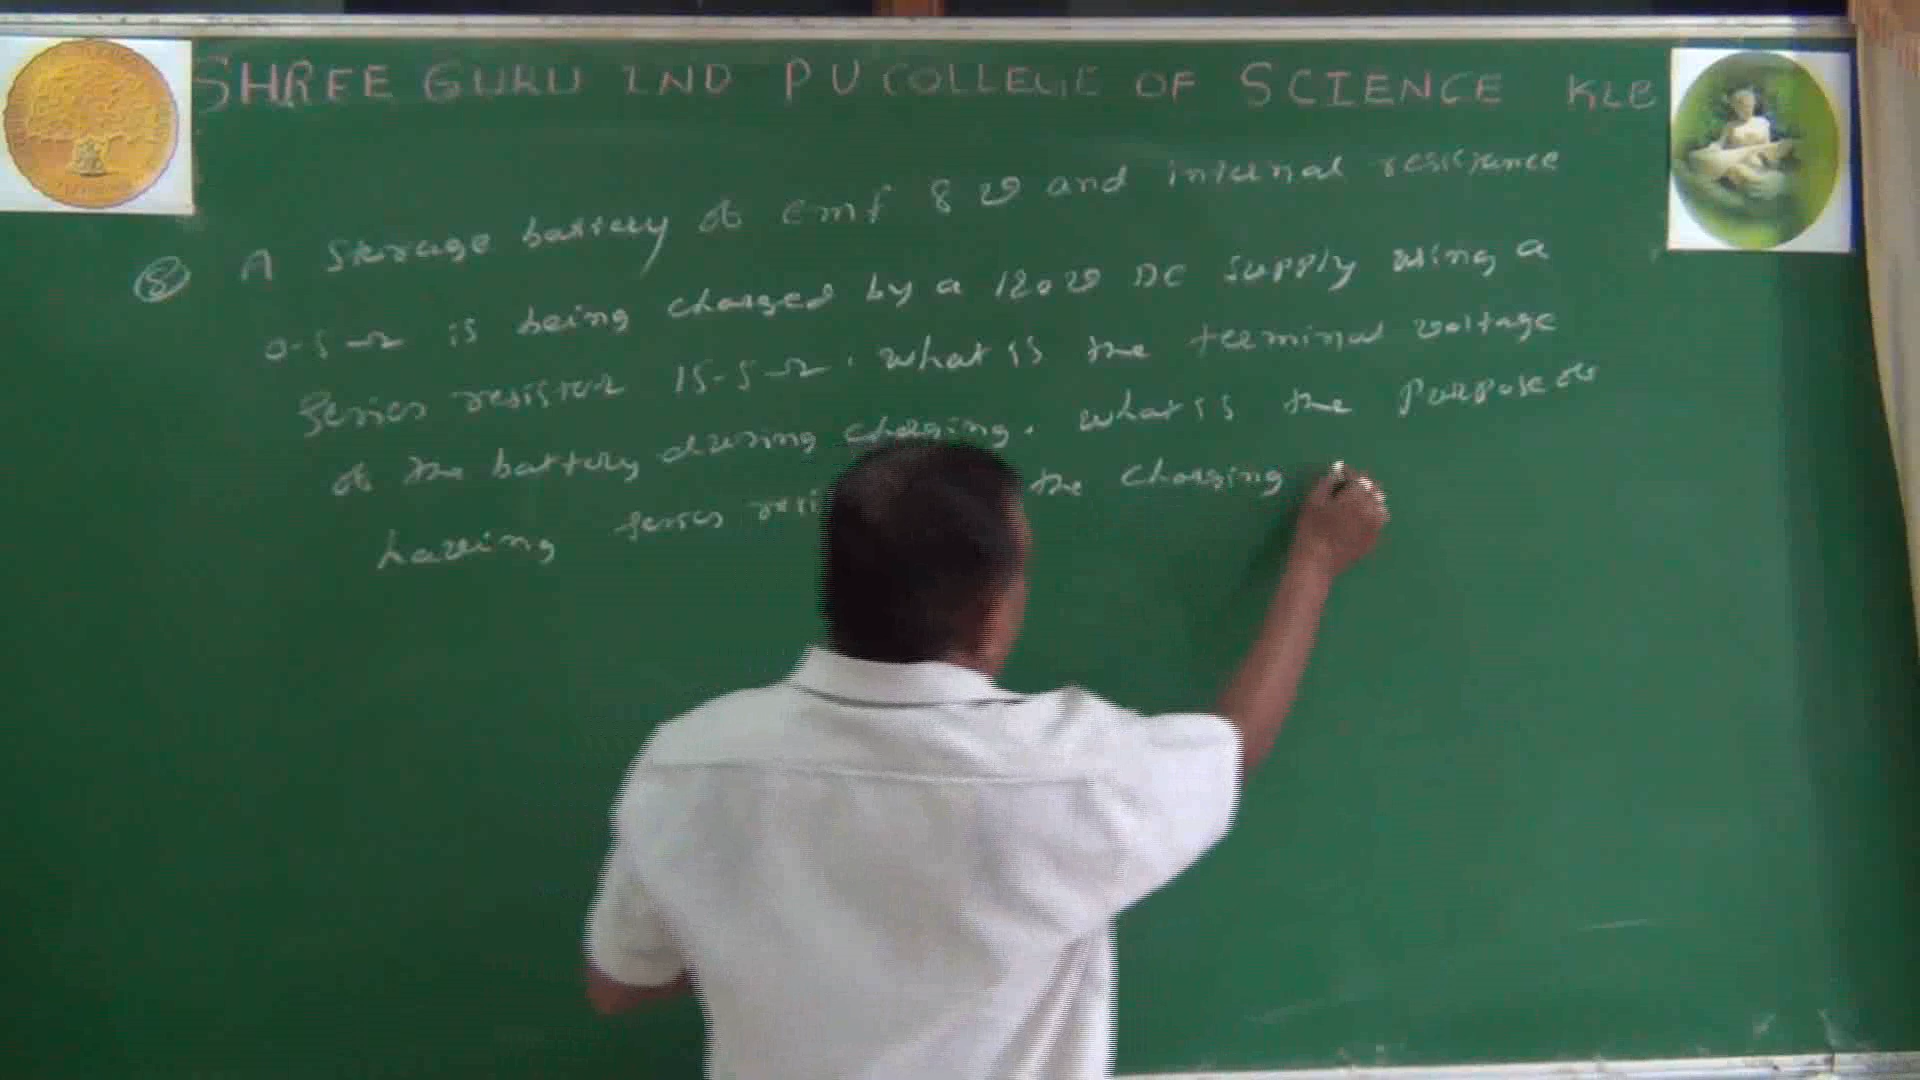 SHREE GURU IND PU COLLEGE OF SCIENCE KLB
(8) A storage battery of emf 8 V and internal resistance
0-5 Ω is being charged by a 120 V DC supply using a
series resistor 15-5 Ω. what is the terminal voltage
of the battery during charging. what is the purpose of
having series the charging